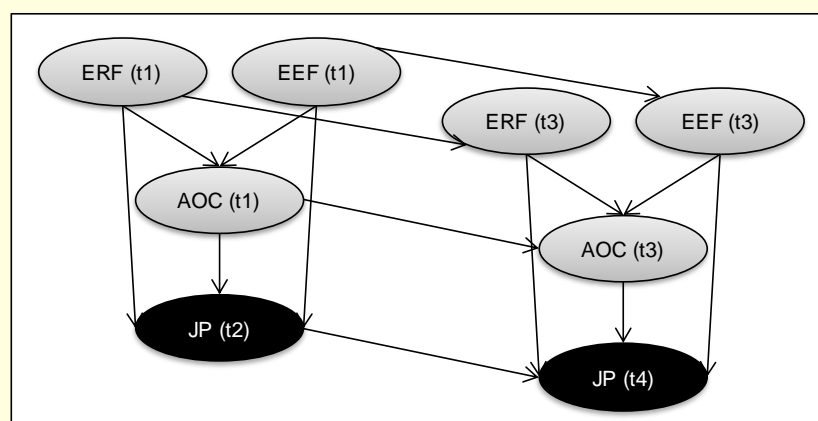 ERF (t1)
EEF (t1)
ERF (t3)
EEF (t3)
AOC (t1)
AOC (t3)
JP (t2)
JP (t4)